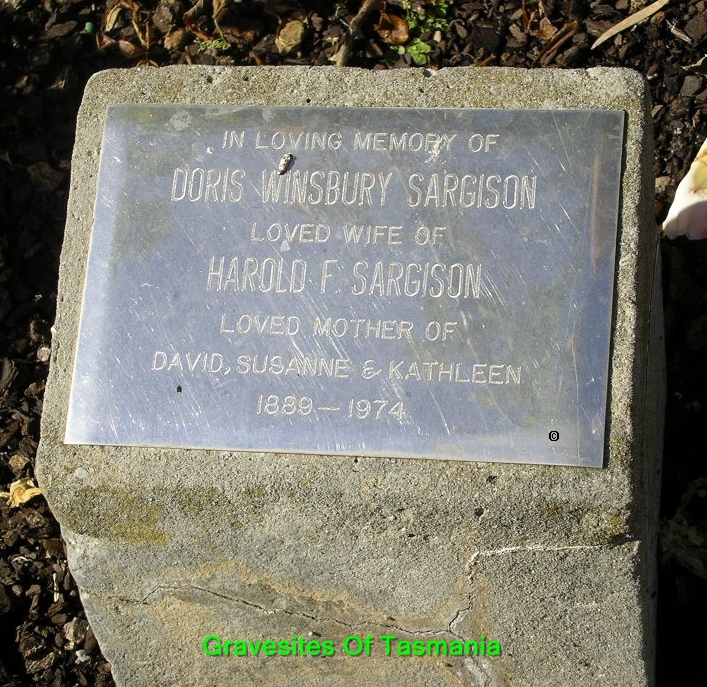 IN LOVING MEMORY OF
DORIS WINSBURY SARGISON
LOVED WIFE OF
HAROLD F. SARGISON
LOVED MOTHER OF
DAVID, SUSANNE & KATHLEEN
1889 – 1974
©
Gravesites Of Tasmania